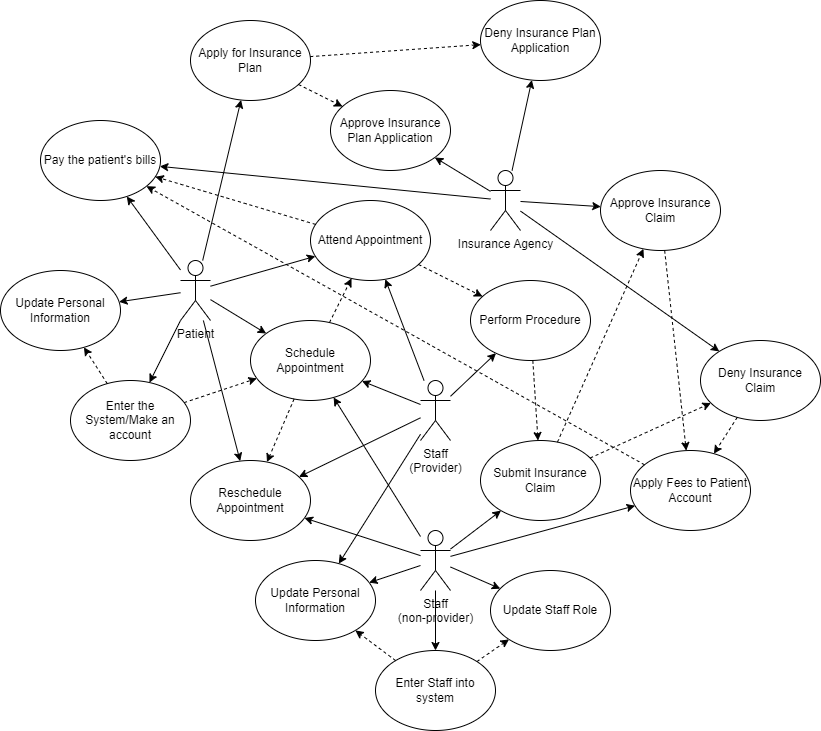 Deny Insurance Plan
Application
Apply for Insurance
Plan
Approve Insurance
Plan Application
Pay the patient's bills
Approve Insurance
Claim
Insurance Agency
Attend Appointment
Update Personal
Information
Patient
Perform Procedure
Schedule
Appointment
Deny Insurance
Claim
Enter the
System/Make an
account
Staff
(Provider)
Submit Insurance
Claim
Apply Fees to Patient
Account
Reschedule
Appointment
Update Personal
Information
Staff
(non-provider)
Update Staff Role
Enter Staff into
system